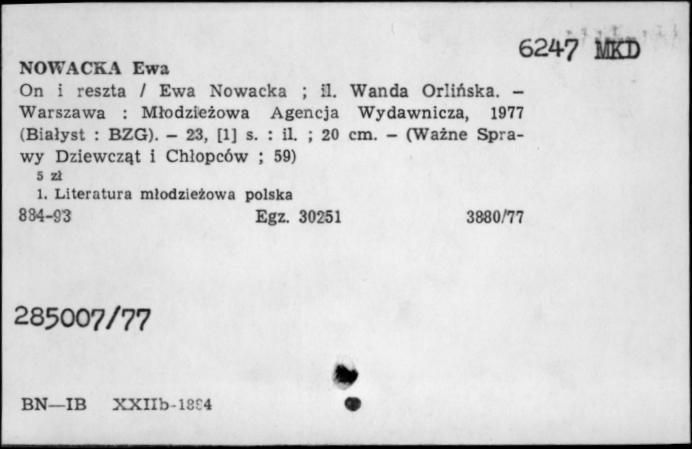 6247 MKD
NOWACKA Ewa
On i reszta / Ewa Nowacka ; il. Wanda Orlińska. –
Warszawa : Młodzieżowa Agencja Wydawnicza, 1977
(Białyst : BZG). – 23, [1] s. : il. ; 20 cm. – (Ważne Spra-
wy Dziewcząt i Chłopców ; 59)
5 zł
1. Literatura młodzieżowa polska
884-93 Egz. 30251 3880/77
285007/77
BN—IB XXIIb-1884